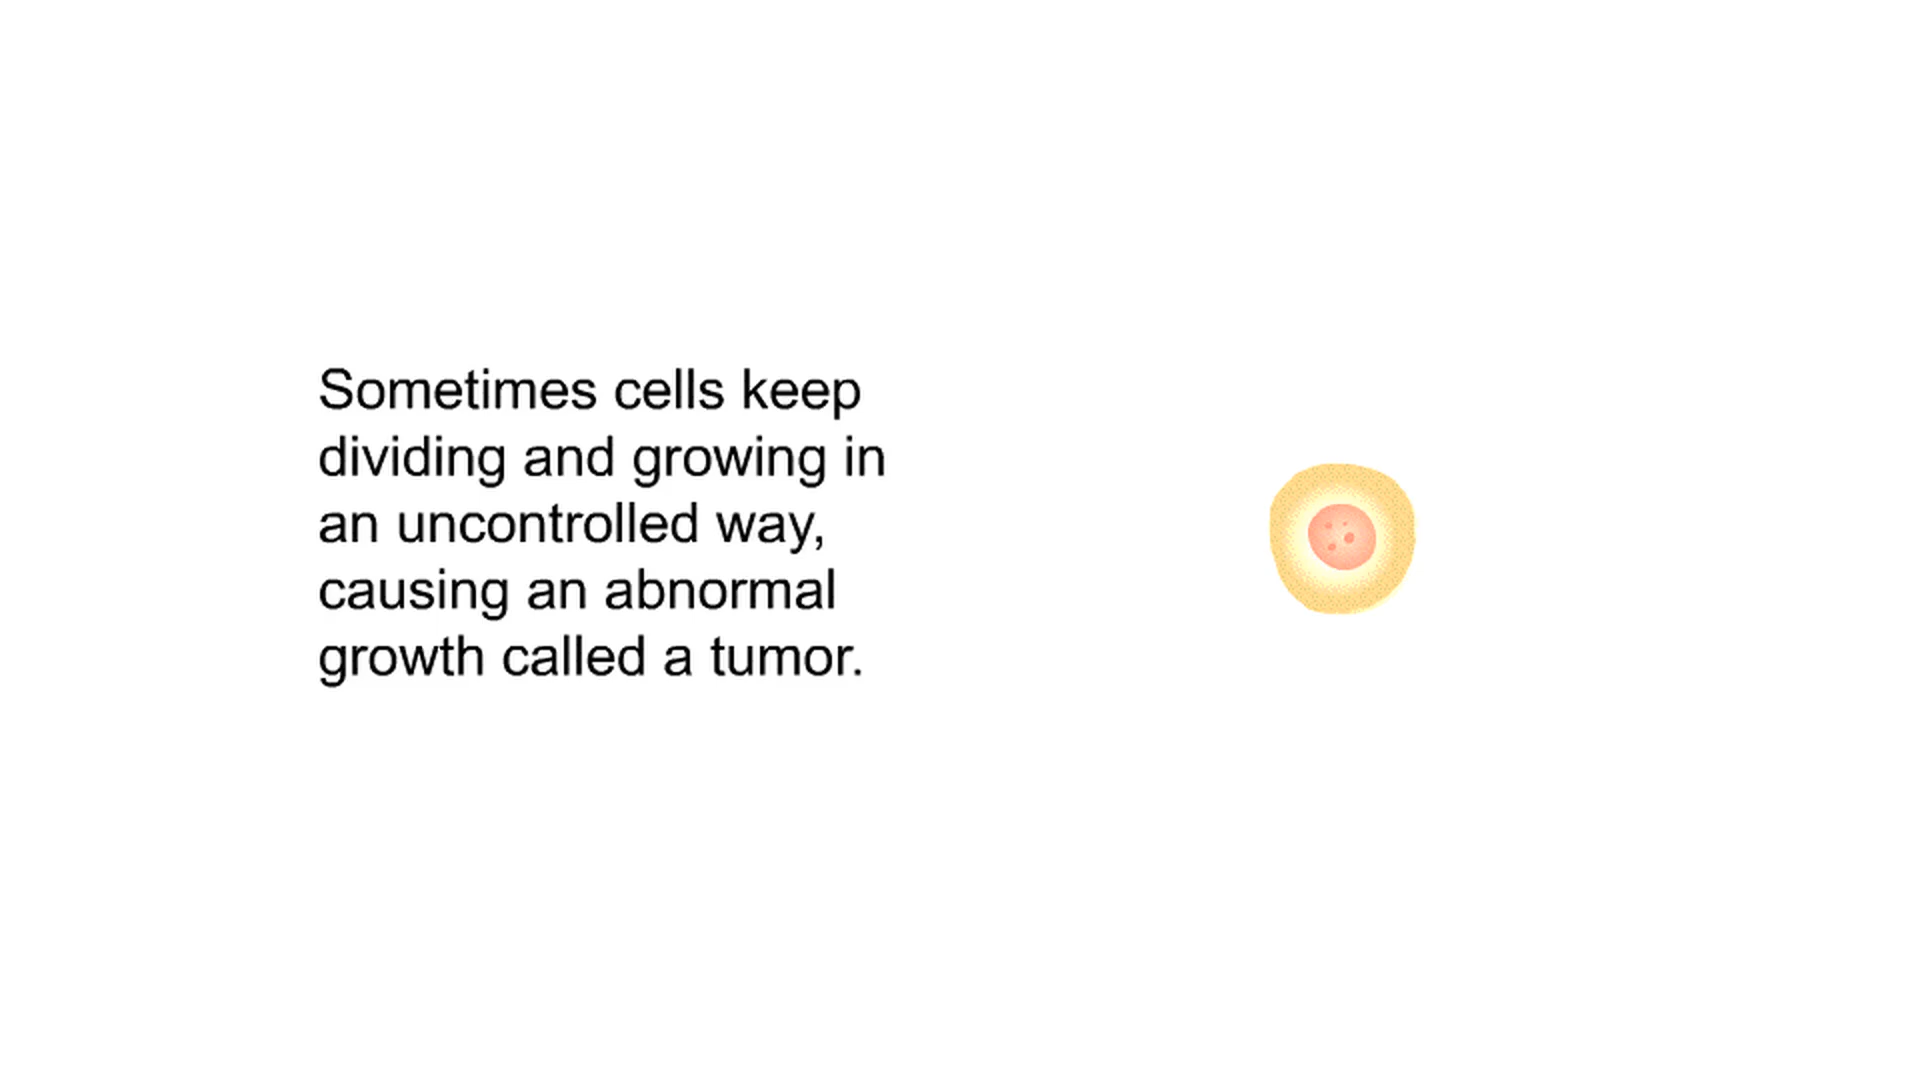 Sometimes cells keep
dividing and growing in
an uncontrolled way,
causing an abnormal
growth called a tumor.